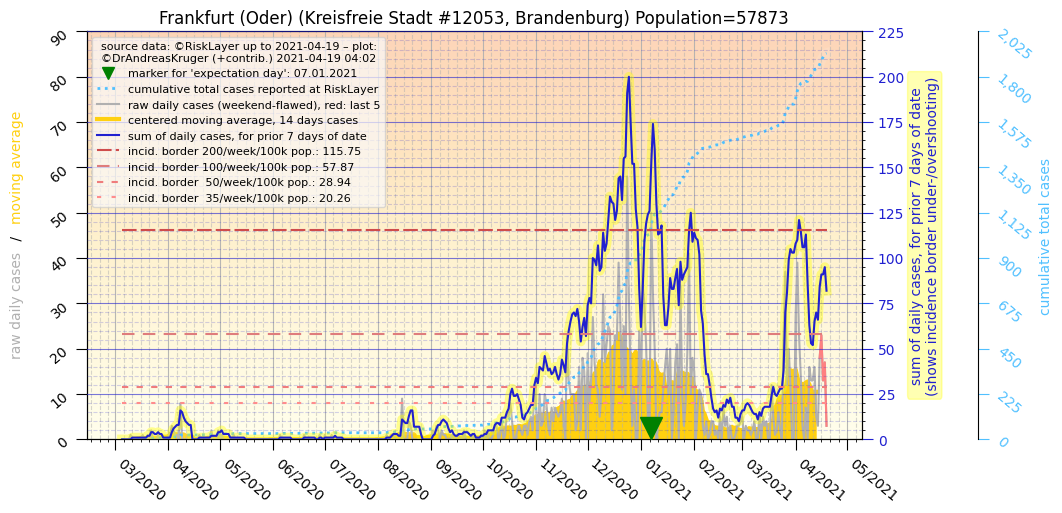 Frankfurt (Oder) (Kreisfreie Stadt #12053, Brandenburg) Population=57873
source data: ©RiskLayer up to 2021-04-19 – plot:
©DrAndreasKruger (+contrib.) 2021-04-19 04:02
marker for 'expectation day': 07.01.2021
cumulative total cases reported at RiskLayer
raw daily cases (weekend-flawed), red: last 5
centered moving average, 14 days cases
sum of daily cases, for prior 7 days of date
incid. border 200/week/100k pop.: 115.75
incid. border 100/week/100k pop.: 57.87
incid. border  50/week/100k pop.: 28.94
incid. border  35/week/100k pop.: 20.26
raw daily cases  /  moving average
90
80
70
60
50
40
30
20
10
0
03/2020
04/2020
05/2020
06/2020
07/2020
08/2020
09/2020
10/2020
11/2020
12/2020
01/2021
02/2021
03/2021
04/2021
05/2021
225
200
175
150
125
100
75
50
25
0
sum of daily cases, for prior 7 days of date
(shows incidence border under-/overshooting)
2,025
1,800
1,575
1,350
1,125
900
675
450
225
0
cumulative total cases